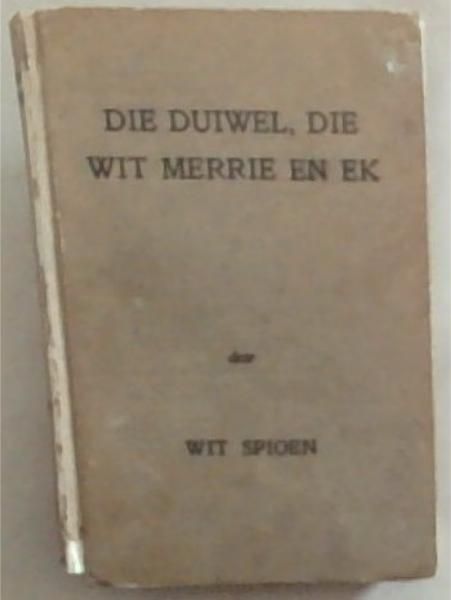 DIE DUIWEL, DIE
WIT MERRIE EN EK
deur
WIT SPIOEN